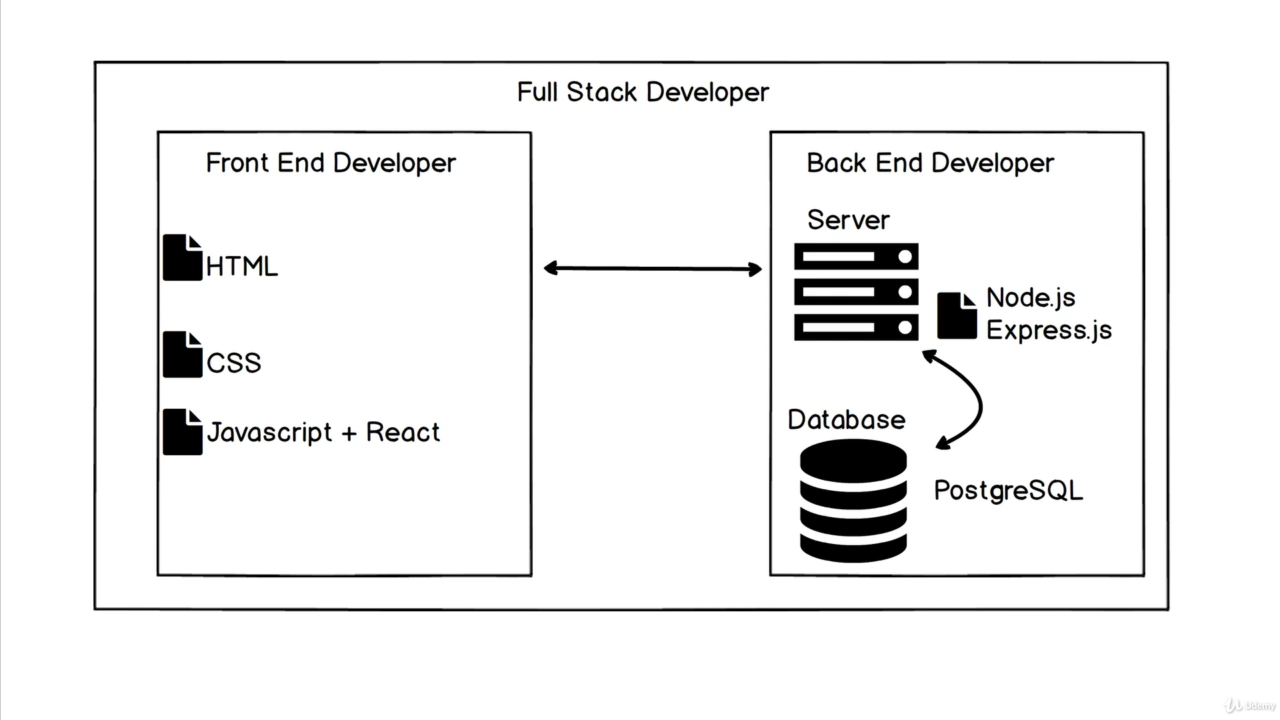 Full Stack Developer
Front End Developer
HTML
CSS
Javascript + React
Back End Developer
Server
Node.js
Express.js
Database
PostgreSQL
Udemy